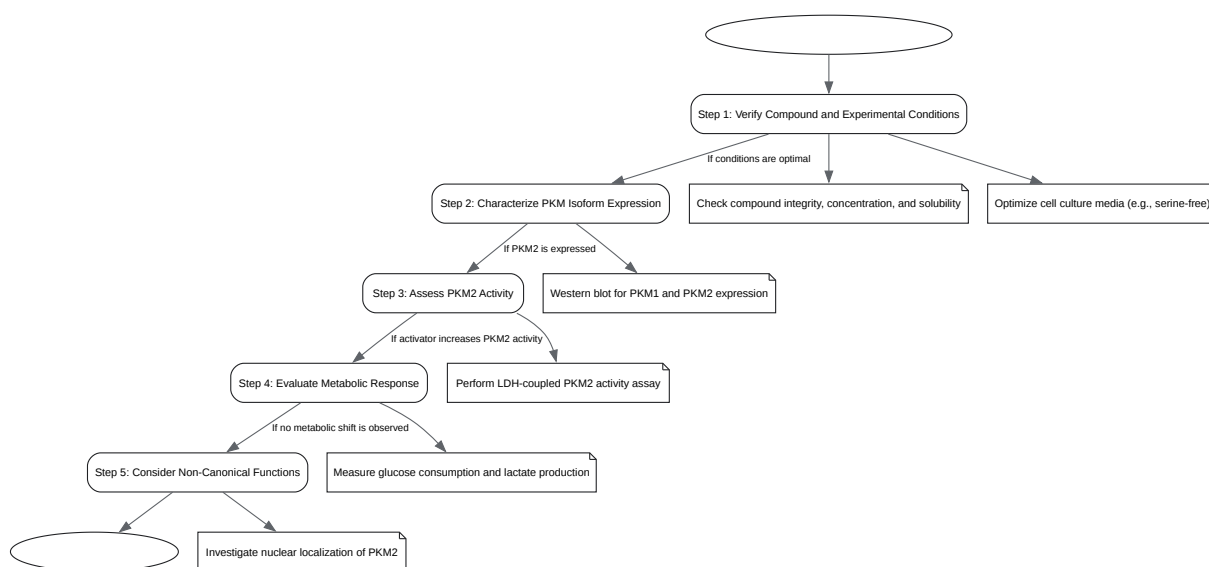 Step 1: Verify Compound and Experimental Conditions
If conditions are optimal
Step 2: Characterize PKM Isoform Expression
Check compound integrity, concentration, and solubility
Optimize cell culture media (e.g., serine-free)
If PKM2 is expressed
Step 3: Assess PKM2 Activity
Western blot for PKM1 and PKM2 expression
If activator increases PKM2 activity
Step 4: Evaluate Metabolic Response
Perform LDH-coupled PKM2 activity assay
If no metabolic shift is observed
Step 5: Consider Non-Canonical Functions
Measure glucose consumption and lactate production
Investigate nuclear localization of PKM2